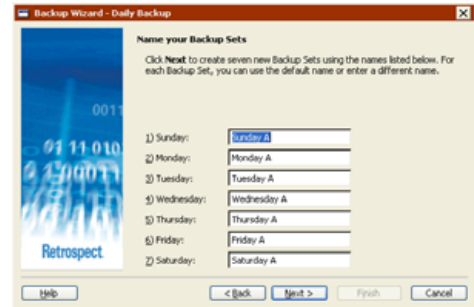 Backup Wizard - Daily Backup
Name your Backup Sets
Click Next to create seven new Backup Sets using the names listed below. For
each Backup Set, you can use the default name or enter a different name.
1) Sunday: Sunday A
2) Monday: Monday A
3) Tuesday: Tuesday A
4) Wednesday: Wednesday A
5) Thursday: Thursday A
6) Friday: Friday A
7) Saturday: Saturday A
0011
01 11 010
Retrospect
Help < Back Next > Finish Cancel